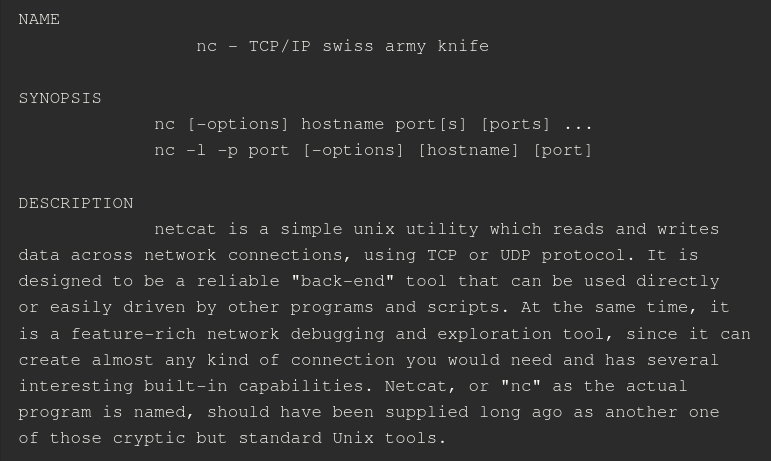 NAME
nc - TCP/IP swiss army knife
SYNOPSIS
nc [-options] hostname port[s] [ports] ...
nc -l -p port [-options] [hostname] [port]
DESCRIPTION
netcat is a simple unix utility which reads and writes
data across network connections, using TCP or UDP protocol. It is
designed to be a reliable "back-end" tool that can be used directly
or easily driven by other programs and scripts. At the same time, it
is a feature-rich network debugging and exploration tool, since it can
create almost any kind of connection you would need and has several
interesting built-in capabilities. Netcat, or "nc" as the actual
program is named, should have been supplied long ago as another one
of those cryptic but standard Unix tools.